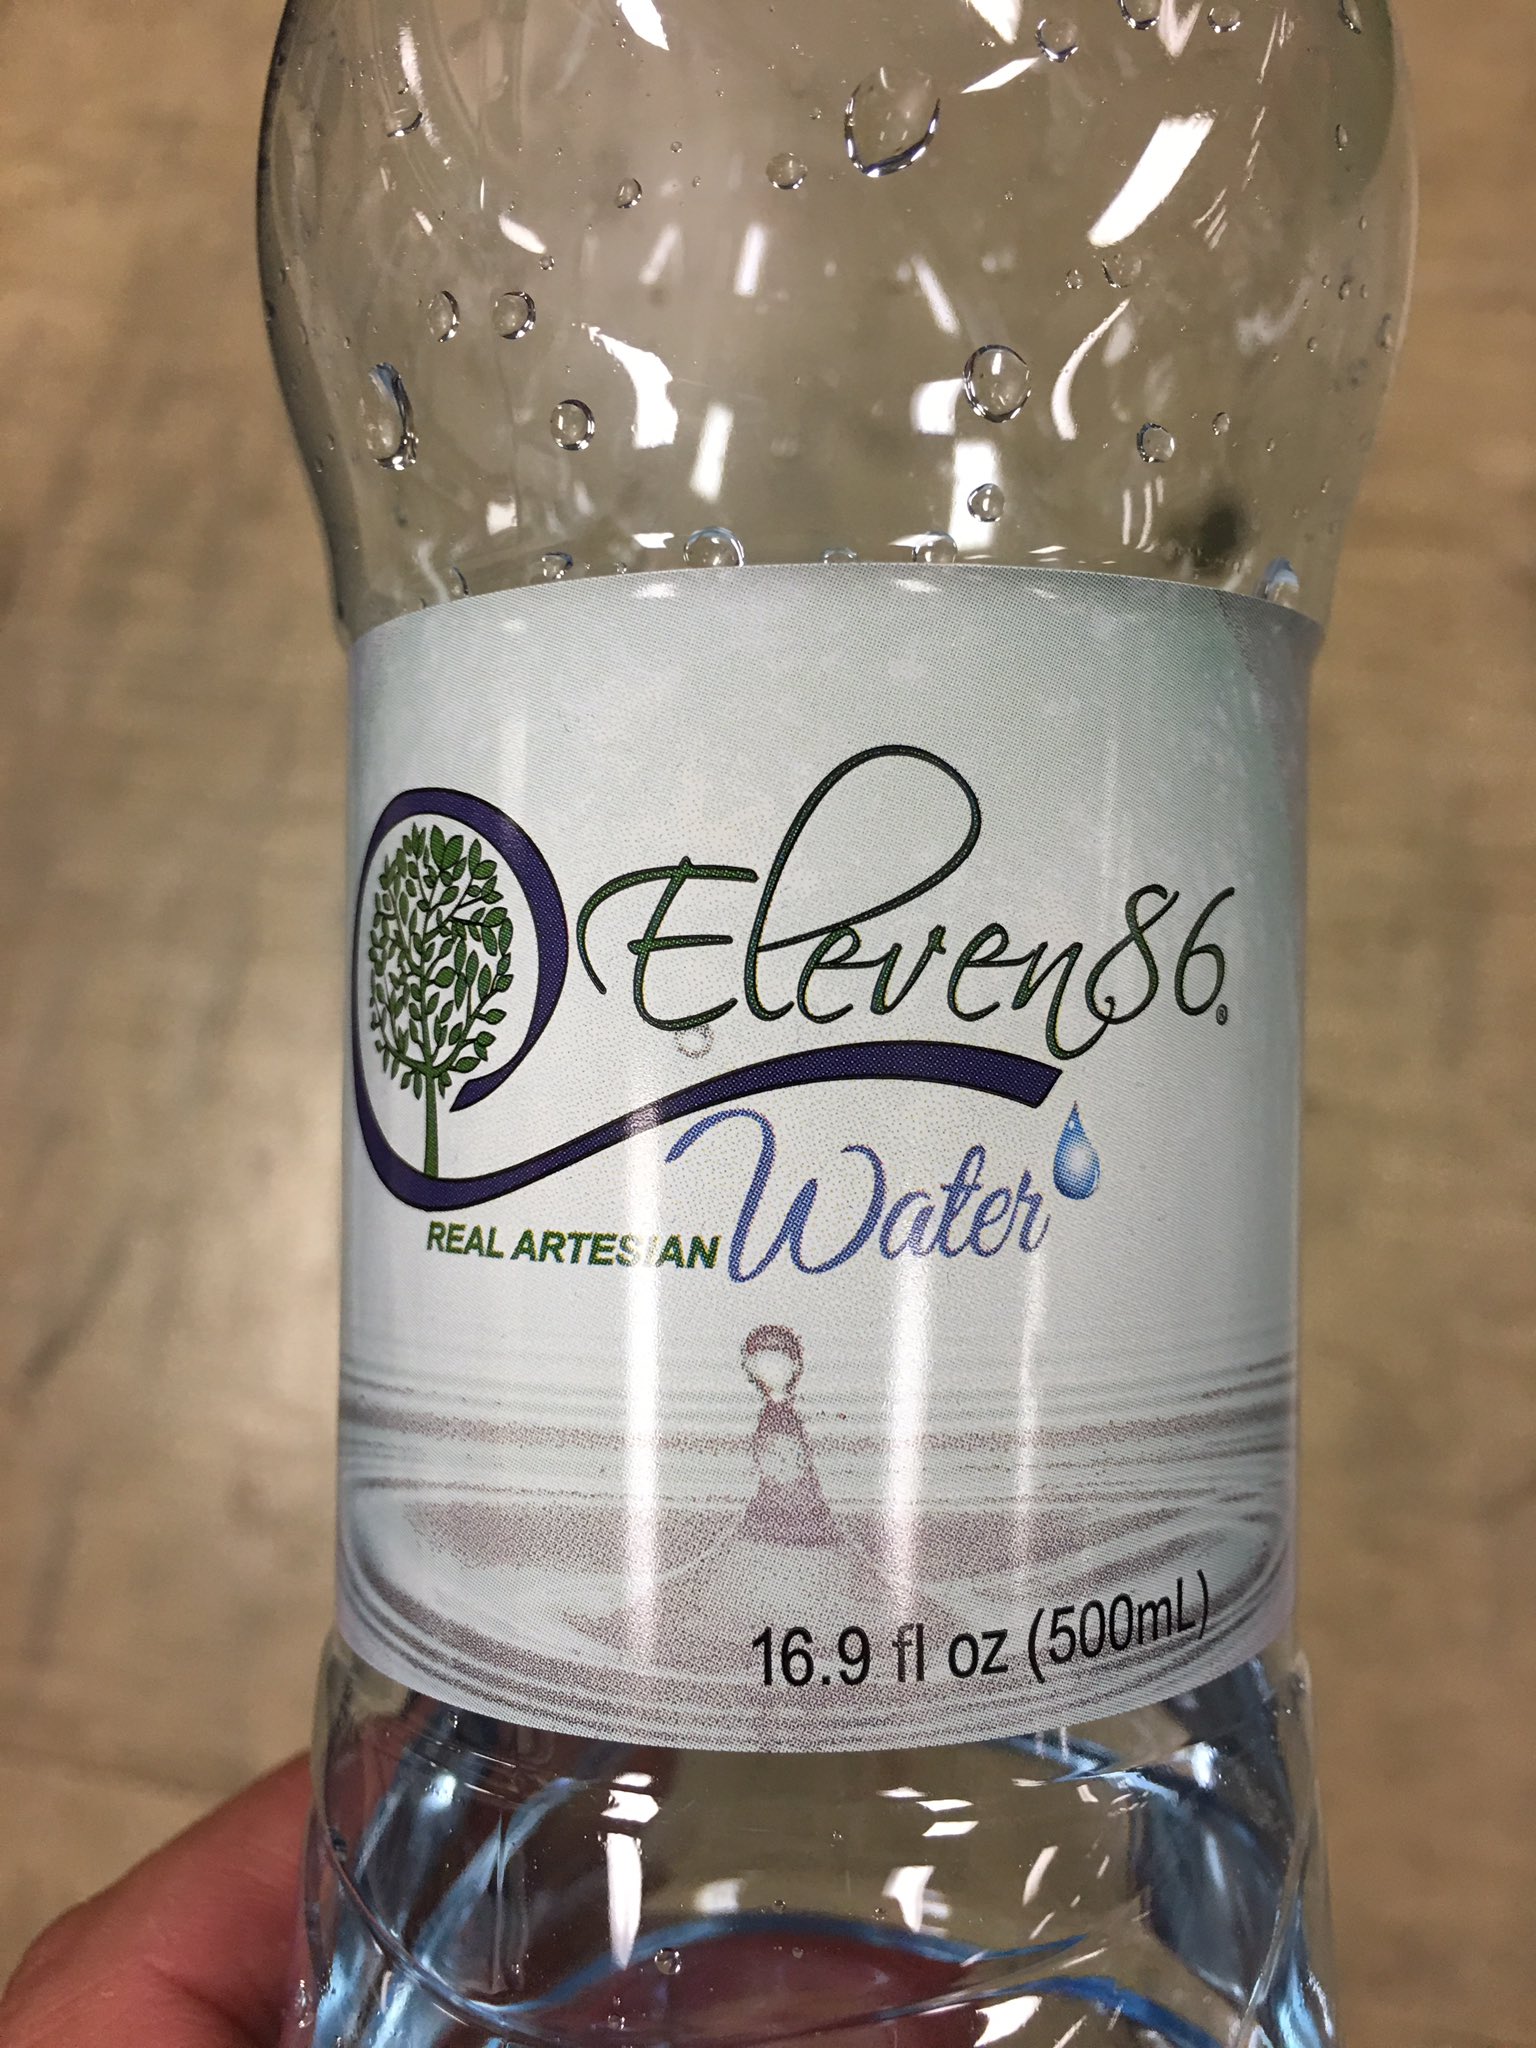 Eleven86®
REAL ARTESIAN Water
16.9 fl oz (500mL)